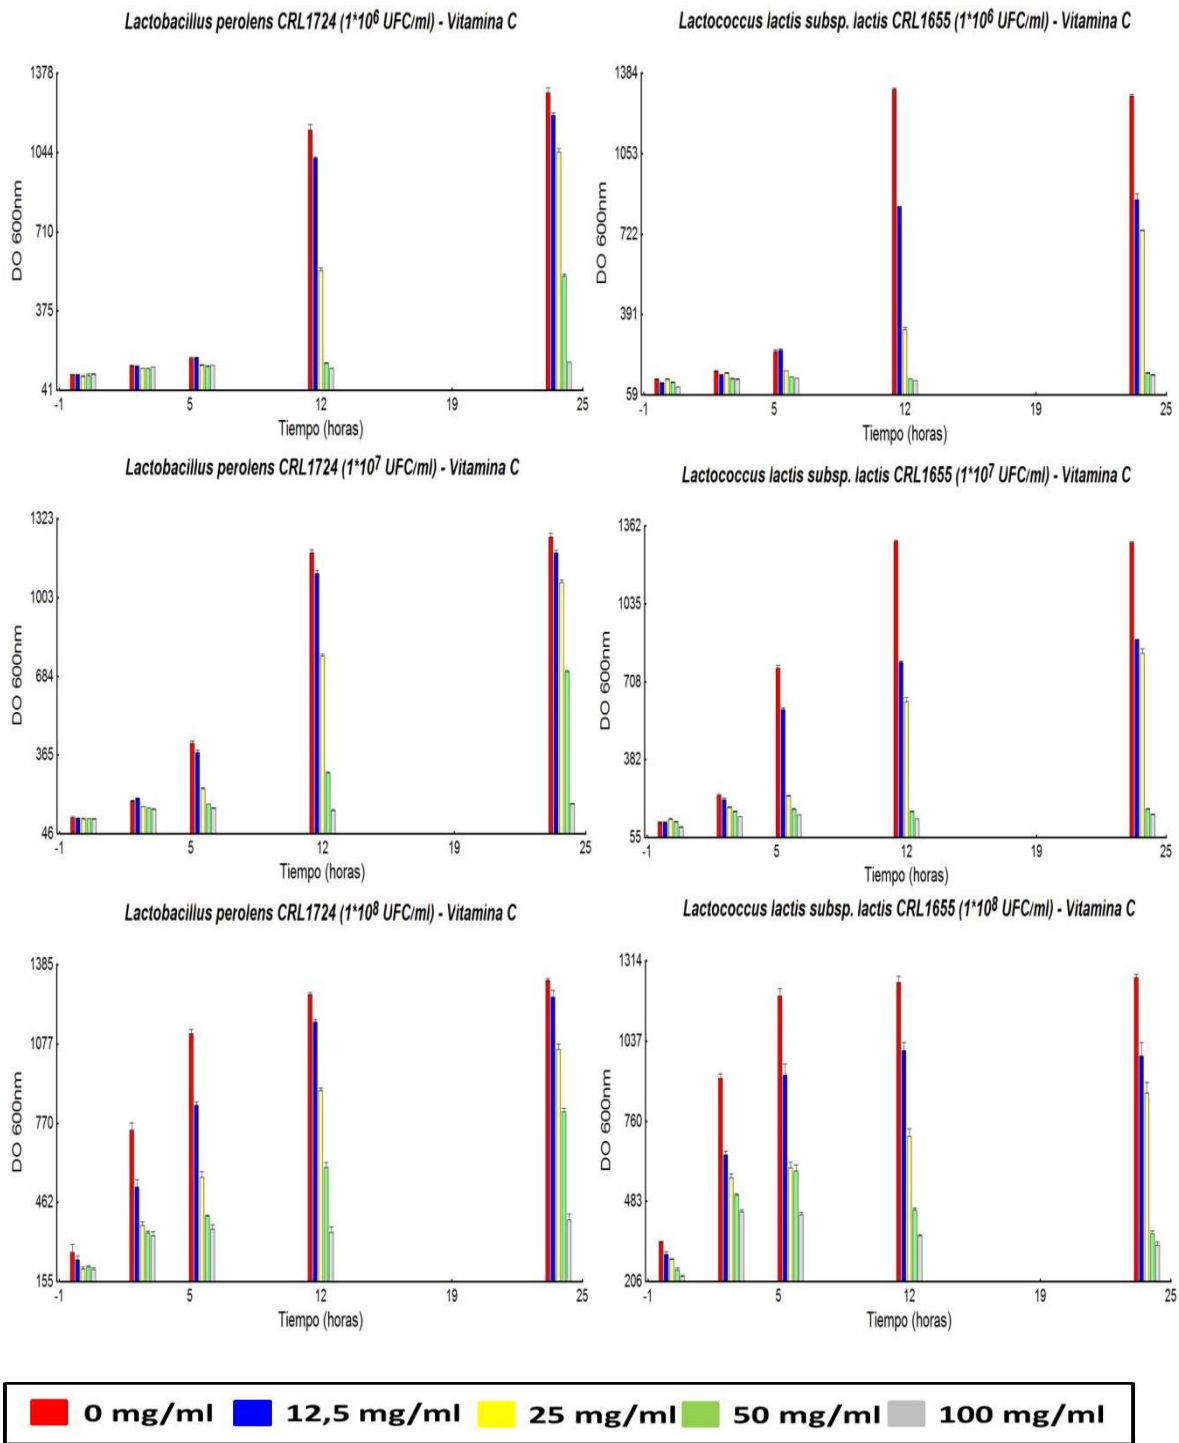 Lactobacillus perolens CRL1724 (1*10⁶ UFC/ml) - Vitamina C
1378
1044
710
375
41
DO 600nm
-1 5 12 19 25
Tiempo (horas)
Lactococcus lactis subsp. lactis CRL1655 (1*10⁶ UFC/ml) - Vitamina C
1384
1053
722
391
59
DO 600nm
-1 5 12 19 25
Tiempo (horas)
Lactobacillus perolens CRL1724 (1*10⁷ UFC/ml) - Vitamina C
1323
1003
684
365
46
DO 600nm
-1 5 12 19 25
Tiempo (horas)
Lactococcus lactis subsp. lactis CRL1655 (1*10⁷ UFC/ml) - Vitamina C
1362
1035
708
382
55
DO 600nm
-1 5 12 19 25
Tiempo (horas)
Lactobacillus perolens CRL1724 (1*10⁸ UFC/ml) - Vitamina C
1385
1077
770
462
155
DO 600nm
-1 5 12 19 25
Tiempo (horas)
Lactococcus lactis subsp. lactis CRL1655 (1*10⁸ UFC/ml) - Vitamina C
1314
1037
760
483
206
DO 600nm
-1 5 12 19 25
Tiempo (horas)
0 mg/ml 12,5 mg/ml 25 mg/ml 50 mg/ml 100 mg/ml